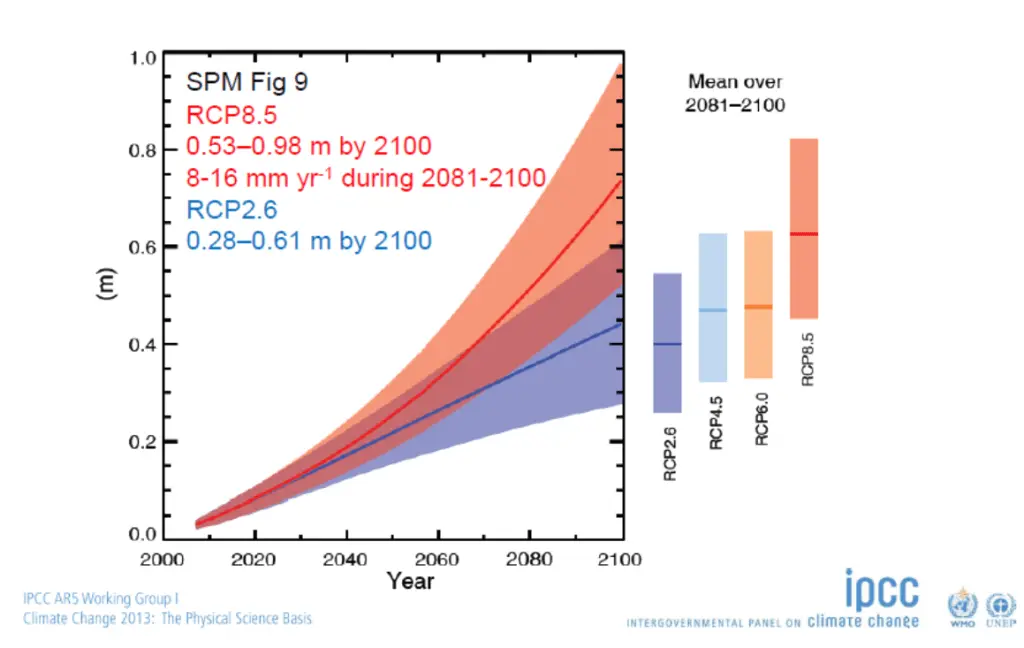 1.0
0.8
0.6
0.4
0.2
0.0
(m)
SPM Fig 9
RCP8.5
0.53–0.98 m by 2100
8-16 mm yr-1 during 2081-2100
RCP2.6
0.28–0.61 m by 2100
2000 2020 2040 2060 2080 2100
Year
Mean over
2081–2100
RCP2.6
RCP4.5
RCP6.0
RCP8.5
IPCC AR5 Working Group I
Climate Change 2013: The Physical Science Basis
ipcc
INTERGOVERNMENTAL PANEL ON climate change
WMO
UNEP